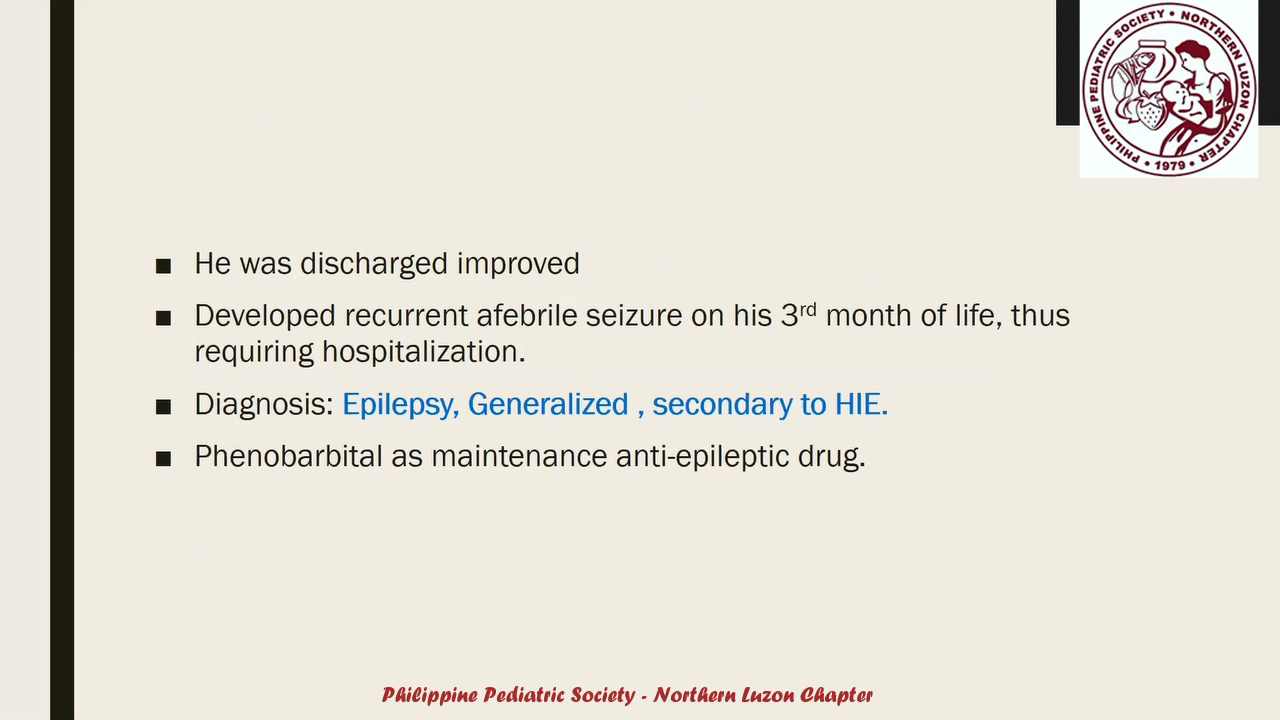 PHILIPPINE PEDIATRIC SOCIETY • NORTHERN LUZON CHAPTER • 1979 •
■ He was discharged improved
■ Developed recurrent afebrile seizure on his 3rd month of life, thus
requiring hospitalization.
■ Diagnosis: Epilepsy, Generalized , secondary to HIE.
■ Phenobarbital as maintenance anti-epileptic drug.
Philippine Pediatric Society - Northern Luzon Chapter